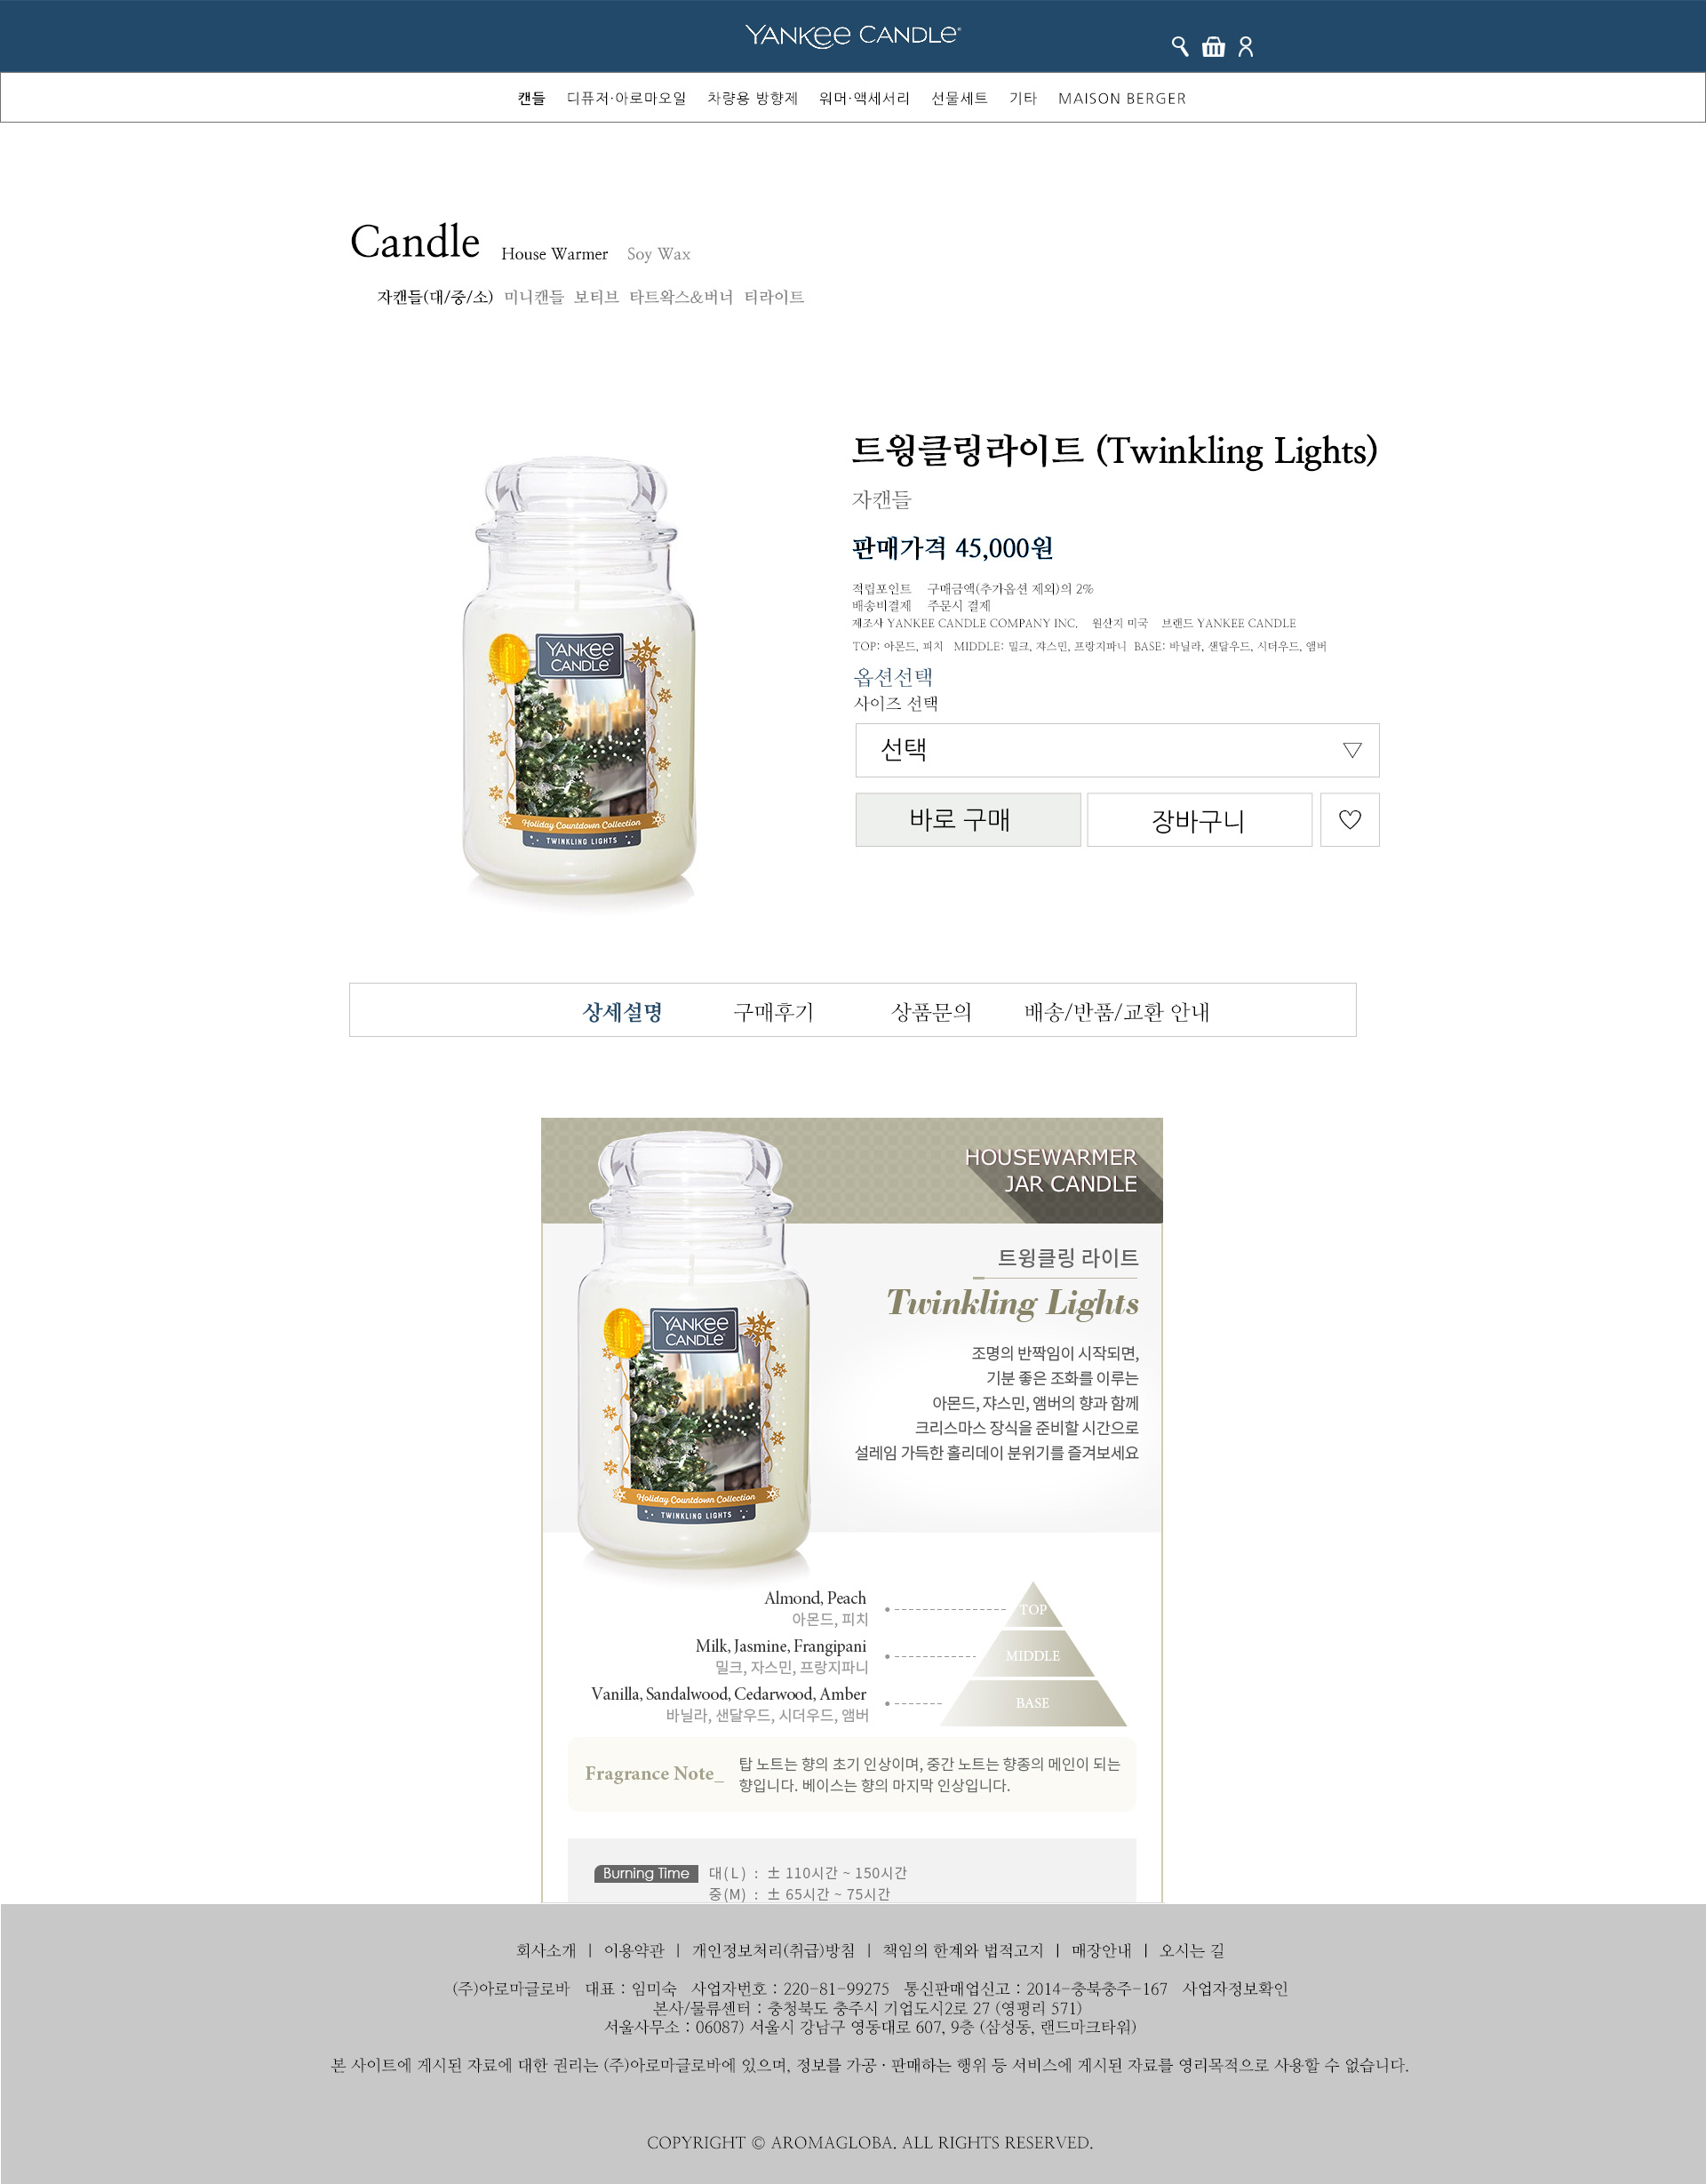 YANKEE CANDLE®
캔들 디퓨저·아로마오일 차량용 방향제 워머·액세서리 선물세트 기타 MAISON BERGER
Candle House Warmer Soy Wax
자캔들(대/중/소) 미니캔들 보티브 타트왁스&버너 티라이트
트윙클링라이트 (Twinkling Lights)
자캔들
판매가격 45,000원
적립포인트 구매금액(추가옵션 제외)의 2%
배송비결제 주문시 결제
제조사 YANKEE CANDLE COMPANY INC. 원산지 미국 브랜드 YANKEE CANDLE
TOP: 아몬드, 피치 MIDDLE: 밀크, 쟈스민, 프랑지파니 BASE: 바닐라, 샌달우드, 시더우드, 앰버
옵션선택
사이즈 선택
선택
바로 구매 장바구니
YANKEE
CANDLE
25
Holiday Countdown Collection
TWINKLING LIGHTS
상세설명 구매후기 상품문의 배송/반품/교환 안내
HOUSEWARMER
JAR CANDLE
트윙클링 라이트
Twinkling Lights
조명의 반짝임이 시작되면,
기분 좋은 조화를 이루는
아몬드, 쟈스민, 앰버의 향과 함께
크리스마스 장식을 준비할 시간으로
설레임 가득한 홀리데이 분위기를 즐겨보세요
YANKEE
CANDLE
25
Holiday Countdown Collection
TWINKLING LIGHTS
Almond, Peach
아몬드, 피치
TOP
Milk, Jasmine, Frangipani
밀크, 자스민, 프랑지파니
MIDDLE
Vanilla, Sandalwood, Cedarwood, Amber
바닐라, 샌달우드, 시더우드, 앰버
BASE
Fragrance Note_
탑 노트는 향의 초기 인상이며, 중간 노트는 향종의 메인이 되는
향입니다. 베이스는 향의 마지막 인상입니다.
Burning Time 대(L) : ± 110시간 ~ 150시간
중(M) : ± 65시간 ~ 75시간
회사소개 | 이용약관 | 개인정보처리(취급)방침 | 책임의 한계와 법적고지 | 매장안내 | 오시는 길
(주)아로마글로바 대표 : 임미숙 사업자번호 : 220-81-99275 통신판매업신고 : 2014-충북충주-167 사업자정보확인
본사/물류센터 : 충청북도 충주시 기업도시2로 27 (영평리 571)
서울사무소 : 06087) 서울시 강남구 영동대로 607, 9층 (삼성동, 랜드마크타워)
본 사이트에 게시된 자료에 대한 권리는 (주)아로마글로바에 있으며, 정보를 가공 · 판매하는 행위 등 서비스에 게시된 자료를 영리목적으로 사용할 수 없습니다.
COPYRIGHT © AROMAGLOBA. ALL RIGHTS RESERVED.